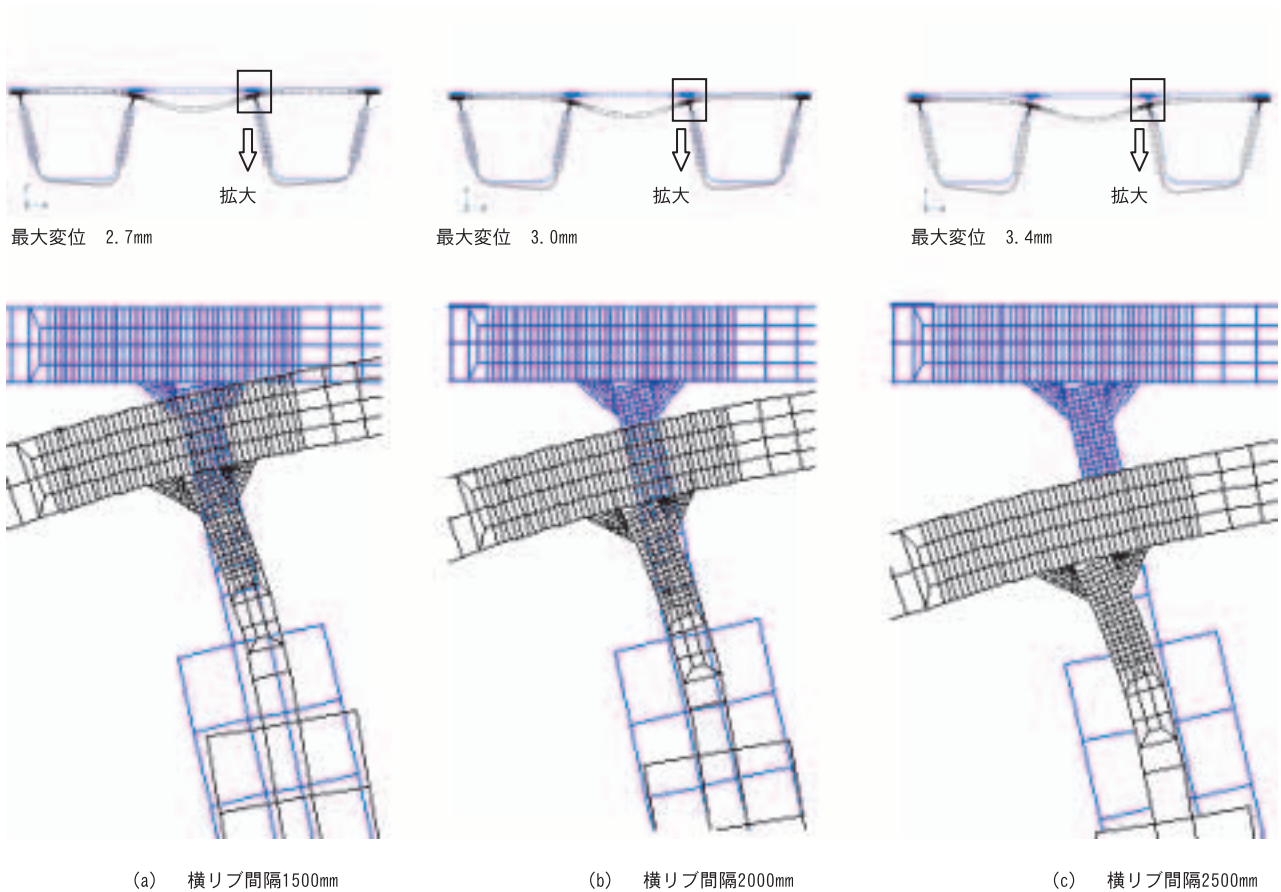 拡大
拡大
拡大
最大変位 2.7mm
最大変位 3.0mm
最大変位 3.4mm
(a) 横リブ間隔1500mm
(b) 横リブ間隔2000mm
(c) 横リブ間隔2500mm